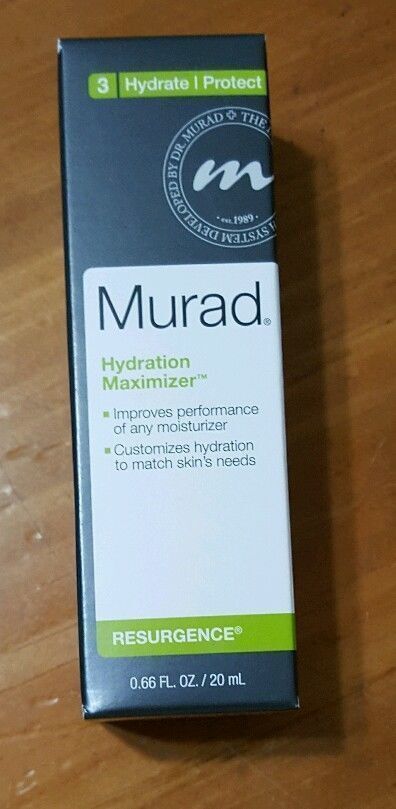 3 Hydrate | Protect
DEVELOPED BY DR. MURAD ✚ THE
SYSTEM
m
• est. 1989 •
Murad®
Hydration
Maximizer™
▪ Improves performance
of any moisturizer
▪ Customizes hydration
to match skin's needs
RESURGENCE®
0.66 FL. OZ. / 20 mL